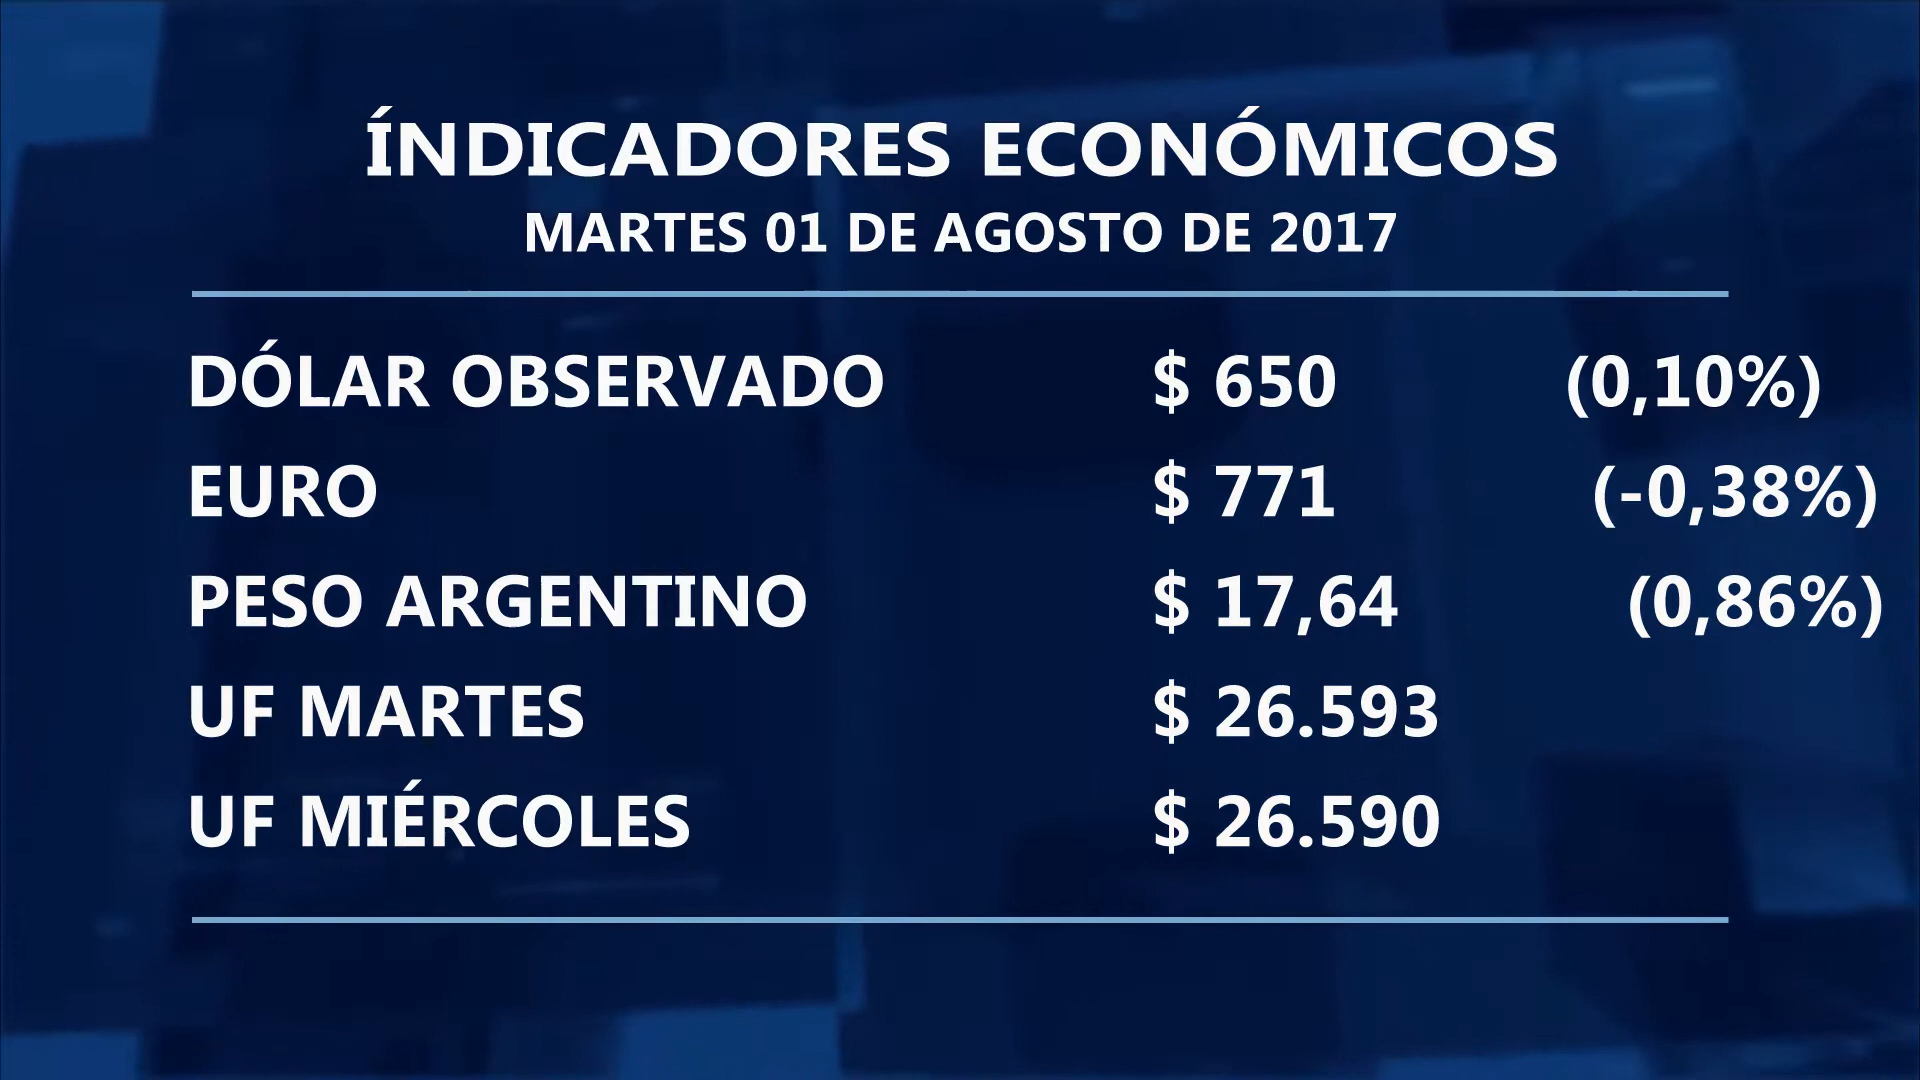 ÍNDICADORES ECONÓMICOS
MARTES 01 DE AGOSTO DE 2017
DÓLAR OBSERVADO $ 650 (0,10%)
EURO $ 771 (-0,38%)
PESO ARGENTINO $ 17,64 (0,86%)
UF MARTES $ 26.593
UF MIÉRCOLES $ 26.590